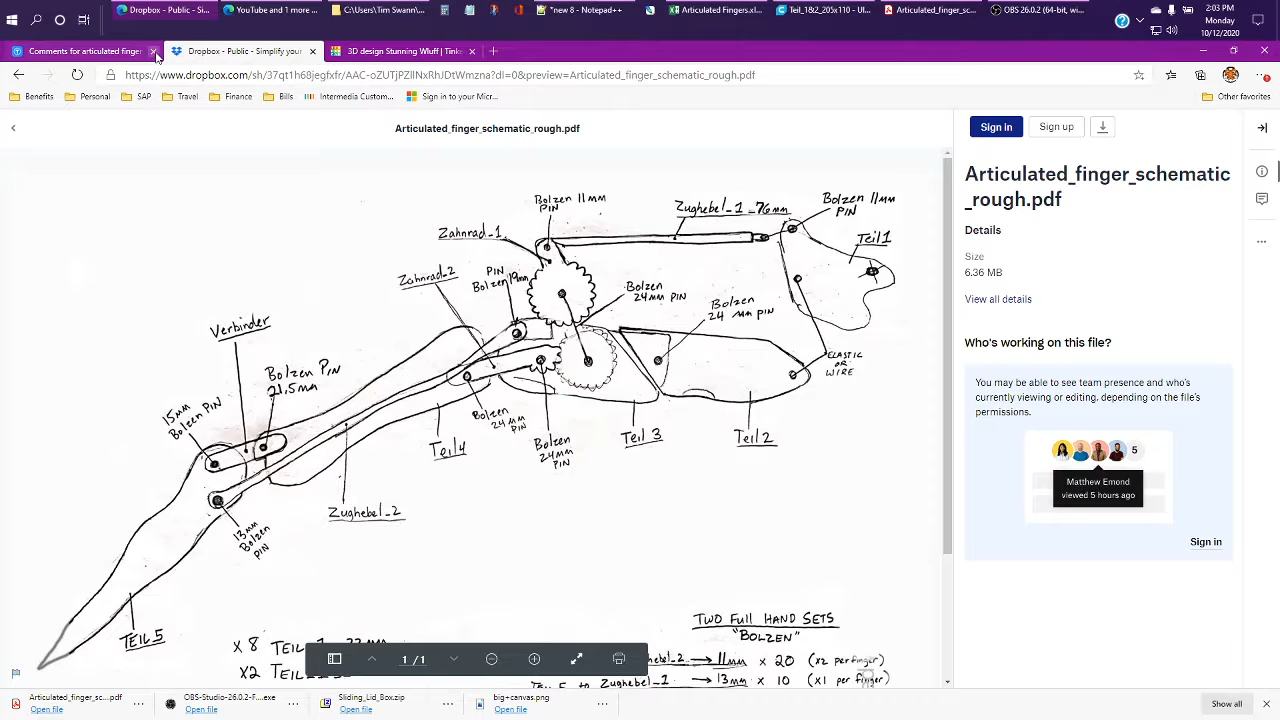 Dropbox - Public - Si...
YouTube and 1 more ...
C:\Users\Tim Swann\E...
*new 8 - Notepad++
Articulated Fingers.xl...
Teil_18&2_205x110 - U...
Articulated_finger_sc...
OBS 26.0.2 (64-bit, wi...
2:03 PM
Monday
10/12/2020
Comments for articulated finger
Dropbox - Public - Simplify your
3D design Stunning Wluff | Tink
https://www.dropbox.com/sh/37qt1h68jegfxfr/AAC-oZUTjPZllNxRhJDtWmzna?dl=0&preview=Articulated_finger_schematic_rough.pdf
Benefits
Personal
SAP
Travel
Finance
Bills
Intermedia Custom...
Sign in to your Micr...
Other favorites
Articulated_finger_schematic_rough.pdf
Sign in
Sign up
Articulated_finger_schematic
_rough.pdf
Details
Size
6.36 MB
View all details
Who's working on this file?
You may be able to see team presence and who's
currently viewing or editing, depending on the file's
permissions.
5
Matthew Emond
viewed 5 hours ago
Sign in
Bolzen 11mm
PIN
Zughebel_1 - 76mm
Bolzen 11mm
PIN
Zahnrad_1
Teil1
Zahnrad_2
PIN
Bolzen 19mm
Bolzen
24mm PIN
Bolzen
24 mm PIN
Verbinder
ELASTIC
OR
WIRE
Bolzen PIN
21,5mm
15mm
Bolzen PIN
Bolzen
24mm
PIN
Teil4
Bolzen
24mm
PIN
Teil 3
Teil 2
Zughebel_2
13mm
Bolzen
PIN
TEIL5
TWO FULL HAND SETS
"BOLZEN"
x 8 TEIL
x2 TEIL
1 / 1
hebel_2 → 11mm x 20 (x2 per finger)
Zughebel_1 → 13mm x 10 (x1 per finger)
Articulated_finger_sc....pdf
Open file
OBS-Studio-26.0.2-F....exe
Open file
Sliding_Lid_Box.zip
Open file
big+canvas.png
Open file
Show all